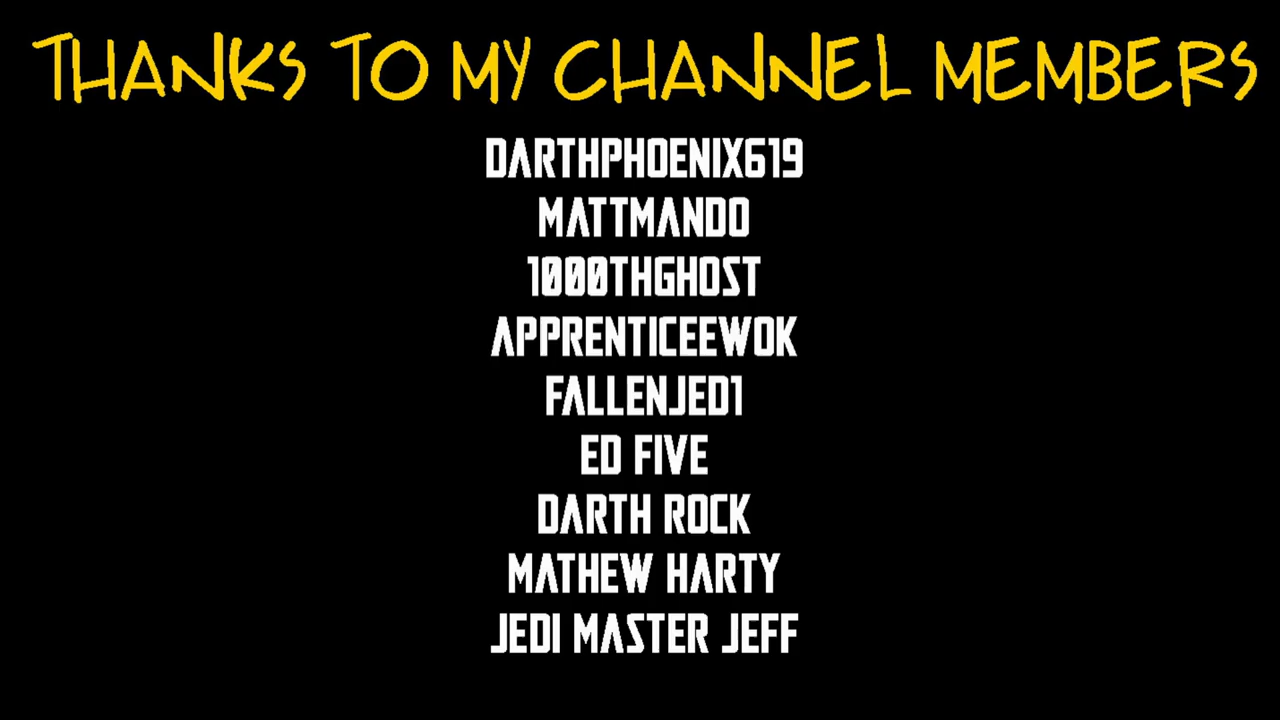 THANKS TO MY CHANNEL MEMBERS
DARTHPHOENIX619
MATTMANDO
1000THGHOST
APPRENTICEEWOK
FALLENJED1
ED FIVE
DARTH ROCK
MATHEW HARTY
JEDI MASTER JEFF